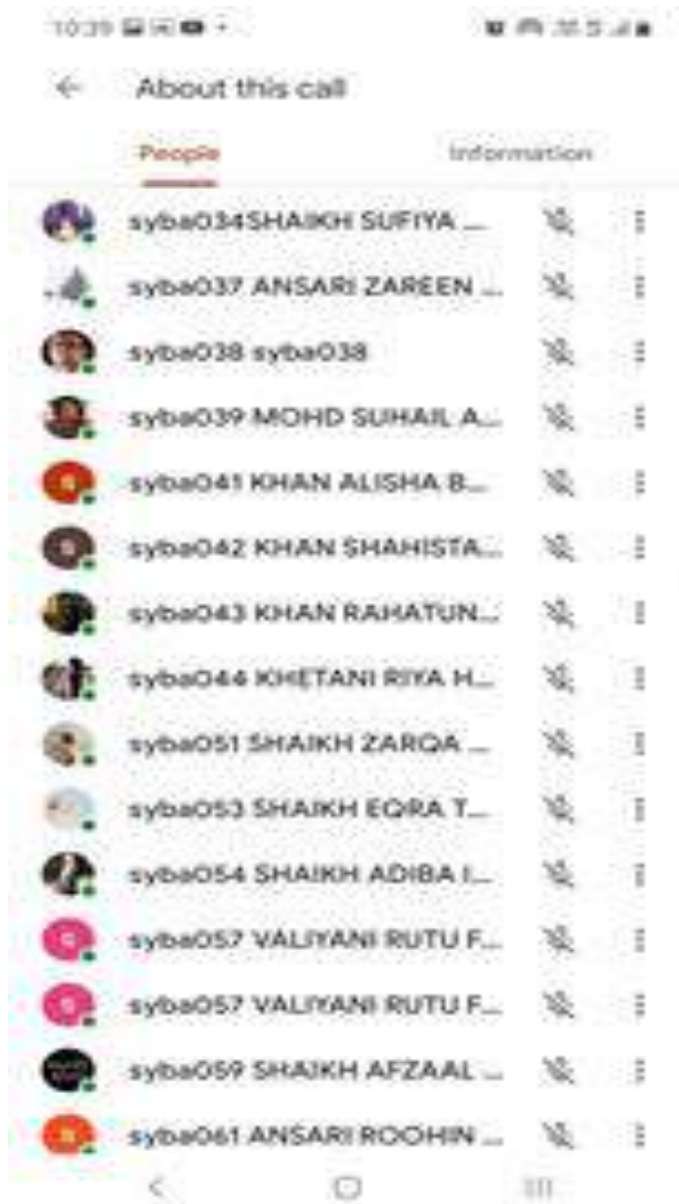 10:39
About this call
People Information
syba034SHAIKH SUFIYA ...
syba037 ANSARI ZAREEN ...
syba038 syba038
syba039 MOHD SUHAIL A...
syba041 KHAN ALISHA B...
syba042 KHAN SHAHISTA...
syba043 KHAN RAHATUN...
syba044 KHETANI RIYA H...
syba051 SHAIKH ZARQA ...
syba053 SHAIKH EQRA T...
syba054 SHAIKH ADIBA I...
syba057 VALIYANI RUTU F...
syba057 VALIYANI RUTU F...
syba059 SHAIKH AFZAAL ...
syba061 ANSARI ROOHIN ...